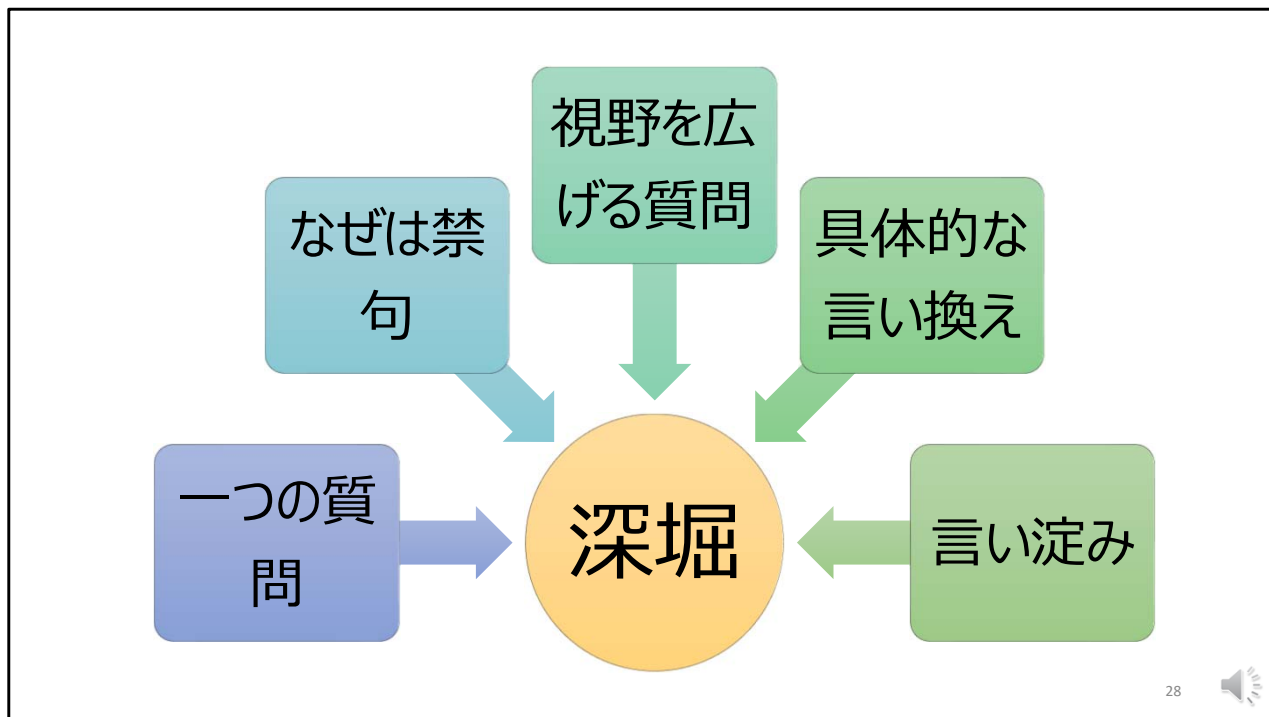 視野を広
げる質問
なぜは禁
句
具体的な
言い換え
一つの質
問
深堀
言い淀み
28